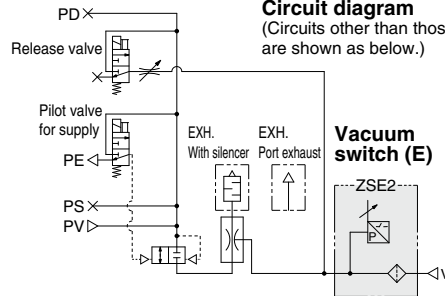 Circuit diagram
(Circuits other than thos
are shown as below.)
PD
Release valve
Pilot valve
for supply
PE
EXH.
With silencer
EXH.
Port exhaust
Vacuum
switch (E)
ZSE2
P
PS
PV
V